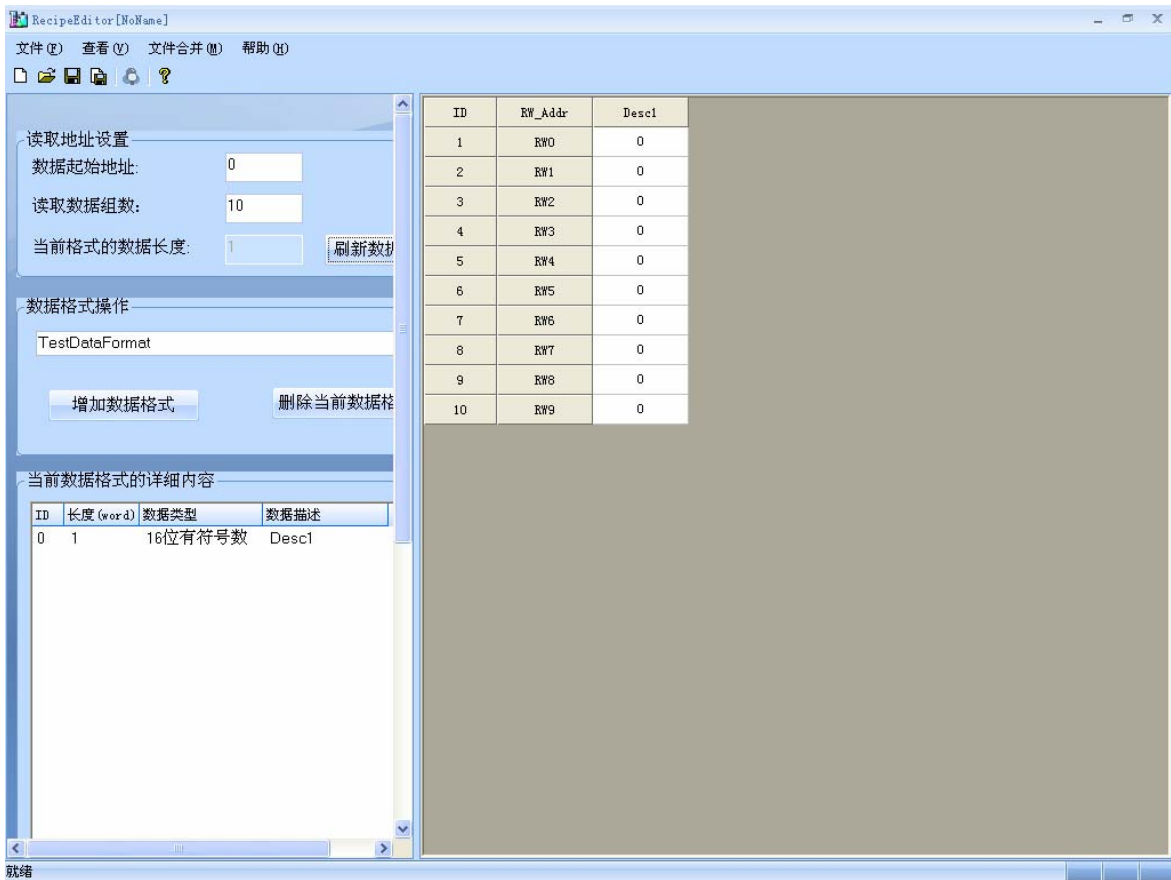 RecipeEditor[NoName]
文件(F) 查看(V) 文件合并(M) 帮助(H)
读取地址设置
数据起始地址: 0
读取数据组数: 10
当前格式的数据长度: 1
刷新数据
数据格式操作
TestDataFormat
增加数据格式 删除当前数据格
当前数据格式的详细内容
ID 长度(word) 数据类型 数据描述
0 1 16位有符号数 Desc1
ID RW_Addr Desc1
1 RW0 0
2 RW1 0
3 RW2 0
4 RW3 0
5 RW4 0
6 RW5 0
7 RW6 0
8 RW7 0
9 RW8 0
10 RW9 0
就绪